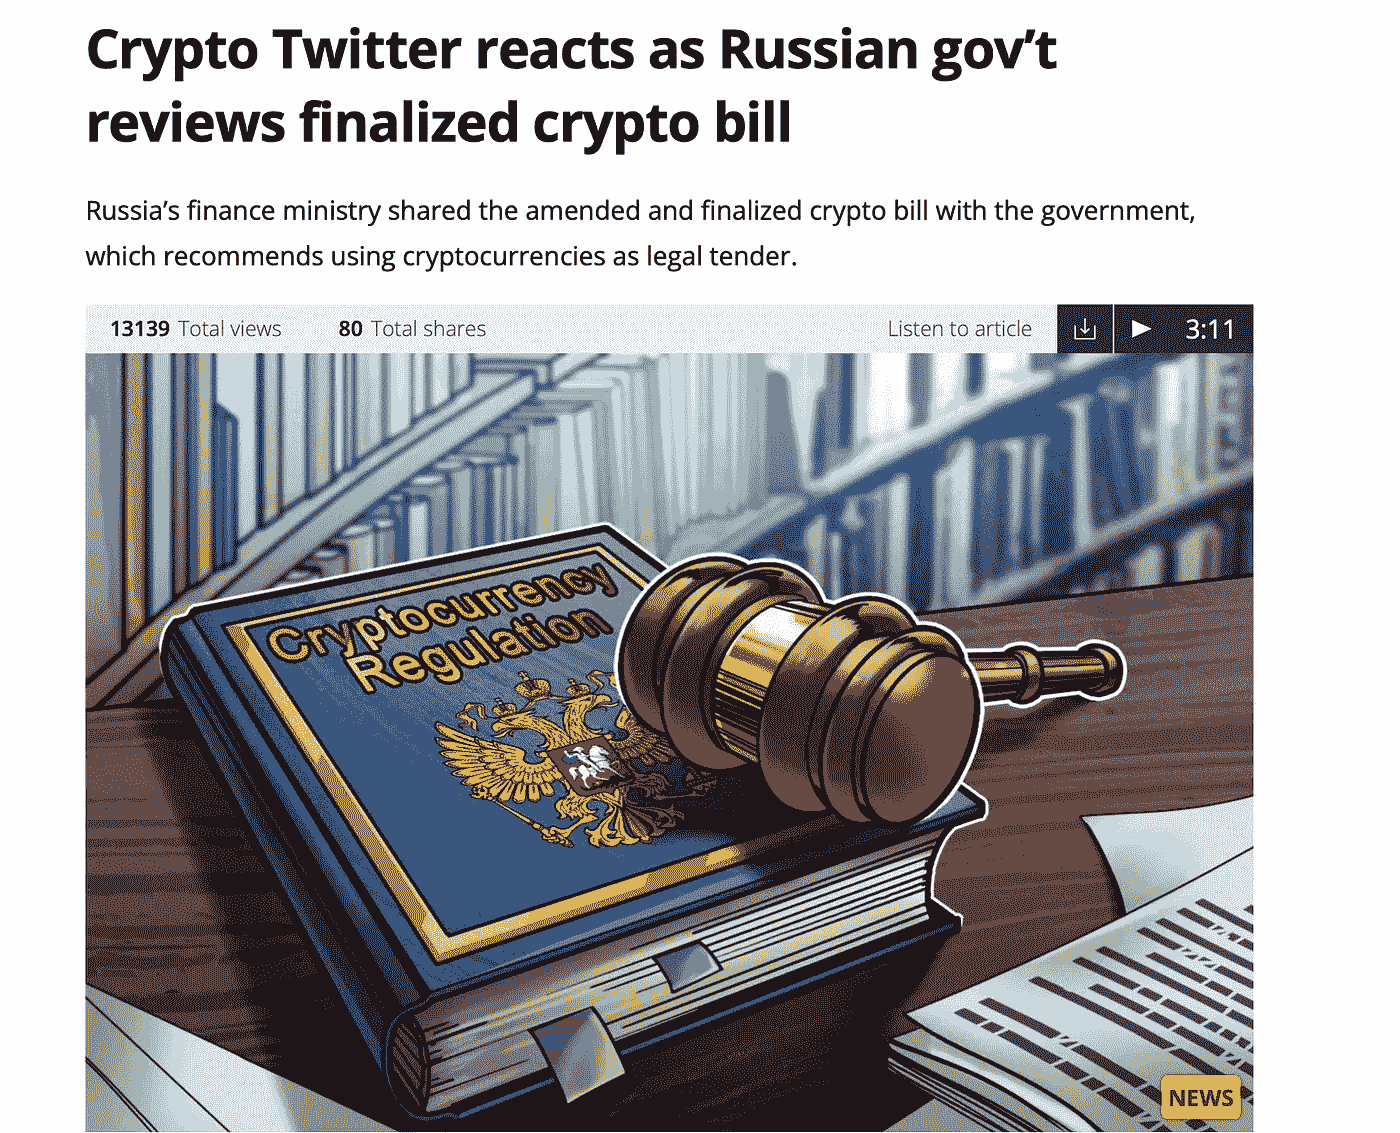 Crypto Twitter reacts as Russian gov’t
reviews finalized crypto bill
Russia’s finance ministry shared the amended and finalized crypto bill with the government,
which recommends using cryptocurrencies as legal tender.
13139 Total views 80 Total shares Listen to article 3:11
Cryptocurrency
Regulation
NEWS